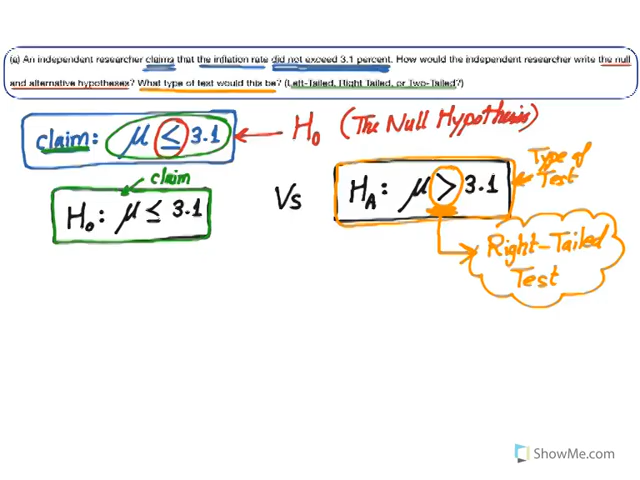 (a) An independent researcher claims that the inflation rate did not exceed 3.1 percent. How would the independent researcher write the null
and alternative hypotheses? What type of test would this be? (Left-Tailed, Right Tailed, or Two-Tailed?)
claim: μ ≤ 3.1 ← H₀ (The Null Hypothesis)
claim
H₀: μ ≤ 3.1
Vs
H_A: μ > 3.1
Type of
Test
Right-Tailed
Test
ShowMe.com